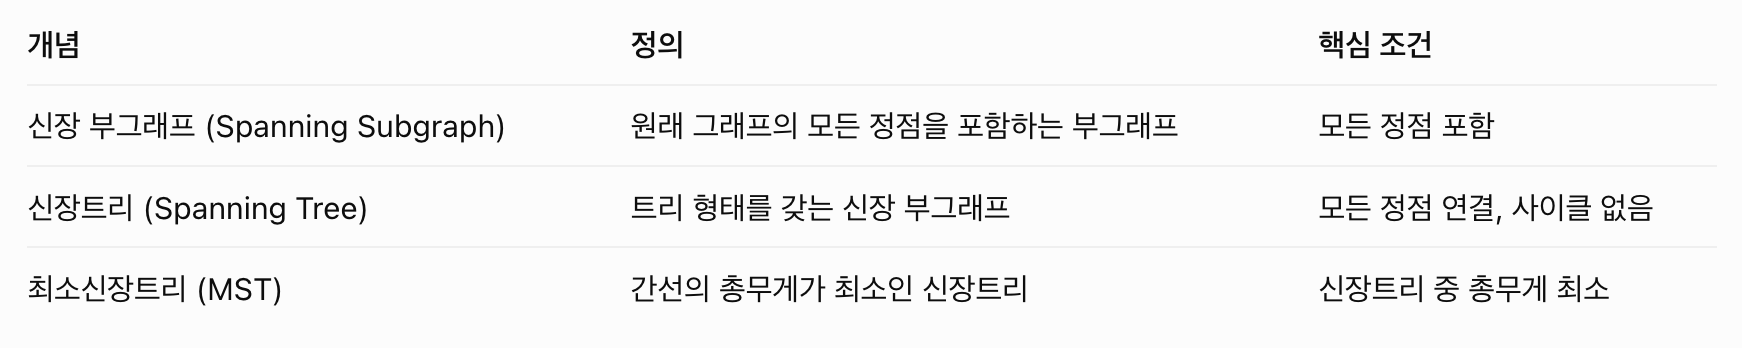 개념 정의 핵심 조건
신장 부그래프 (Spanning Subgraph) 원래 그래프의 모든 정점을 포함하는 부그래프 모든 정점 포함
신장트리 (Spanning Tree) 트리 형태를 갖는 신장 부그래프 모든 정점 연결, 사이클 없음
최소신장트리 (MST) 간선의 총무게가 최소인 신장트리 신장트리 중 총무게 최소